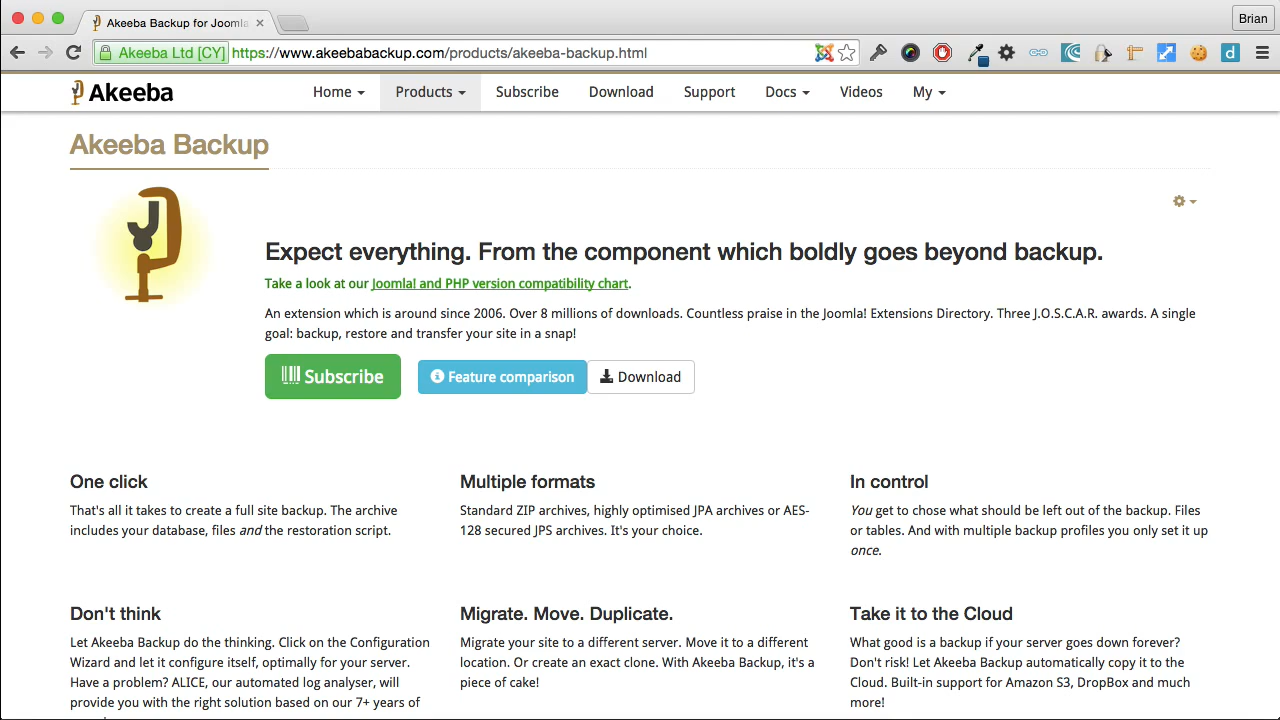 Akeeba Backup for Joomla
Brian
Akeeba Ltd [CY] https://www.akeebabackup.com/products/akeeba-backup.html
d
Akeeba
Home Products Subscribe Download Support Docs Videos My
Akeeba Backup
Expect everything. From the component which boldly goes beyond backup.
Take a look at our Joomla! and PHP version compatibility chart.
An extension which is around since 2006. Over 8 millions of downloads. Countless praise in the Joomla! Extensions Directory. Three J.O.S.C.A.R. awards. A single
goal: backup, restore and transfer your site in a snap!
Subscribe Feature comparison Download
One click
That's all it takes to create a full site backup. The archive
includes your database, files and the restoration script.
Multiple formats
Standard ZIP archives, highly optimised JPA archives or AES-
128 secured JPS archives. It's your choice.
In control
You get to chose what should be left out of the backup. Files
or tables. And with multiple backup profiles you only set it up
once.
Don't think
Let Akeeba Backup do the thinking. Click on the Configuration
Wizard and let it configure itself, optimally for your server.
Have a problem? ALICE, our automated log analyser, will
provide you with the right solution based on our 7+ years of
Migrate. Move. Duplicate.
Migrate your site to a different server. Move it to a different
location. Or create an exact clone. With Akeeba Backup, it's a
piece of cake!
Take it to the Cloud
What good is a backup if your server goes down forever?
Don't risk! Let Akeeba Backup automatically copy it to the
Cloud. Built-in support for Amazon S3, DropBox and much
more!